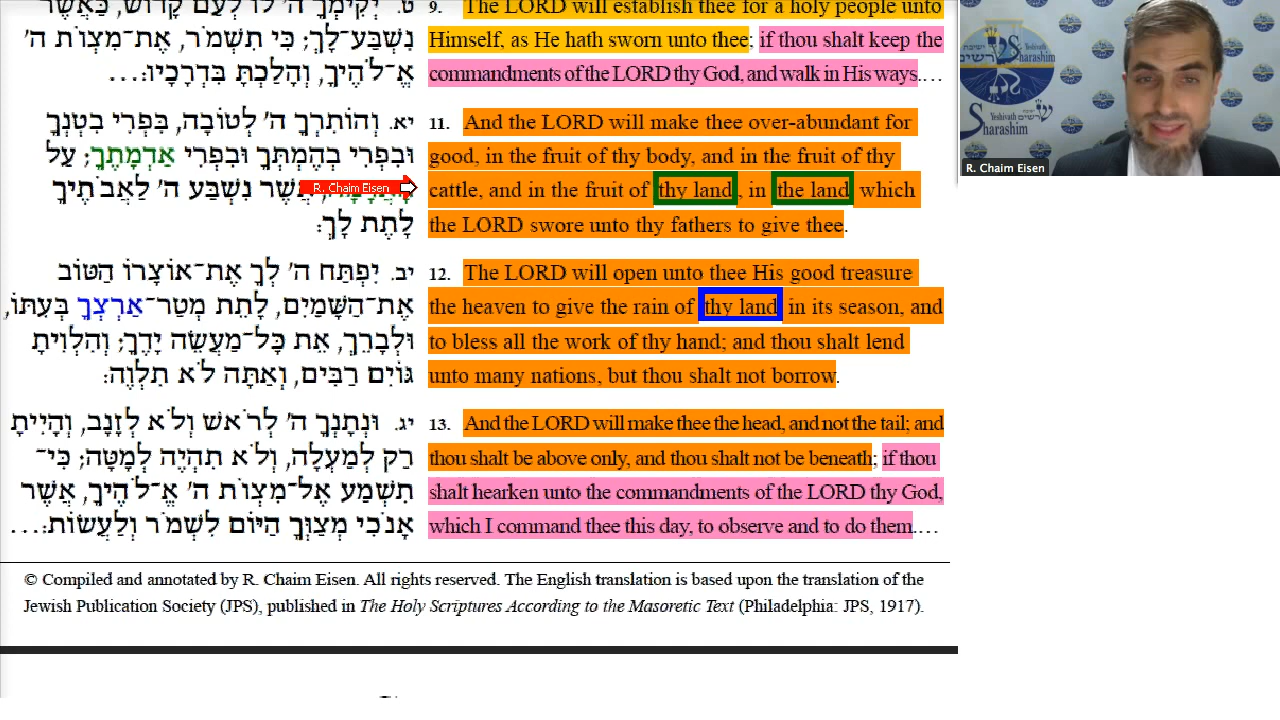 ט. יְקִימְךָ ה' לוֹ לְעַם קָדוֹשׁ, כַּאֲשֶׁר
נִשְׁבַּע־לָךְ; כִּי תִשְׁמֹר, אֶת־מִצְוֹת ה'
אֱ־לֹהֶיךָ, וְהָלַכְתָּ בִּדְרָכָיו:...
יא. וְהוֹתִרְךָ ה' לְטוֹבָה, בִּפְרִי בִטְנְךָ
וּבִפְרִי בְהֶמְתְּךָ וּבִפְרִי אַדְמָתֶךָ; עַל
אֲשֶׁר נִשְׁבַּע ה' לַאֲבֹתֶיךָ
לָתֶת לָךְ:
יב. יִפְתַּח ה' לְךָ אֶת־אוֹצָרוֹ הַטּוֹב
אֶת־הַשָּׁמַיִם, לָתֵת מְטַר־אַרְצְךָ בְּעִתּוֹ,
וּלְבָרֵךְ, אֵת כָּל־מַעֲשֵׂה יָדֶךָ; וְהִלְוִיתָ
גּוֹיִם רַבִּים, וְאַתָּה לֹא תִלְוֶה:
יג. וּנְתָנְךָ ה' לְרֹאשׁ וְלֹא לְזָנָב, וְהָיִיתָ
רַק לְמַעְלָה, וְלֹא תִהְיֶה לְמָטָּה; כִּי־
תִשְׁמַע אֶל־מִצְוֹת ה' אֱ־לֹהֶיךָ, אֲשֶׁר
אָנֹכִי מְצַוְּךָ הַיּוֹם לִשְׁמֹר וְלַעֲשׂוֹת:...
9. The LORD will establish thee for a holy people unto
Himself, as He hath sworn unto thee; if thou shalt keep the
commandments of the LORD thy God, and walk in His ways....
11. And the LORD will make thee over-abundant for
good, in the fruit of thy body, and in the fruit of thy
cattle, and in the fruit of thy land, in the land which
the LORD swore unto thy fathers to give thee.
12. The LORD will open unto thee His good treasure
the heaven to give the rain of thy land in its season, and
to bless all the work of thy hand; and thou shalt lend
unto many nations, but thou shalt not borrow.
13. And the LORD will make thee the head, and not the tail; and
thou shalt be above only, and thou shalt not be beneath; if thou
shalt hearken unto the commandments of the LORD thy God,
which I command thee this day, to observe and to do them....
© Compiled and annotated by R. Chaim Eisen. All rights reserved. The English translation is based upon the translation of the
Jewish Publication Society (JPS), published in The Holy Scriptures According to the Masoretic Text (Philadelphia: JPS, 1917).
R. Chaim Eisen
Yeshivath
Sharashim
ישיבת
שרשים
R. Chaim Eisen